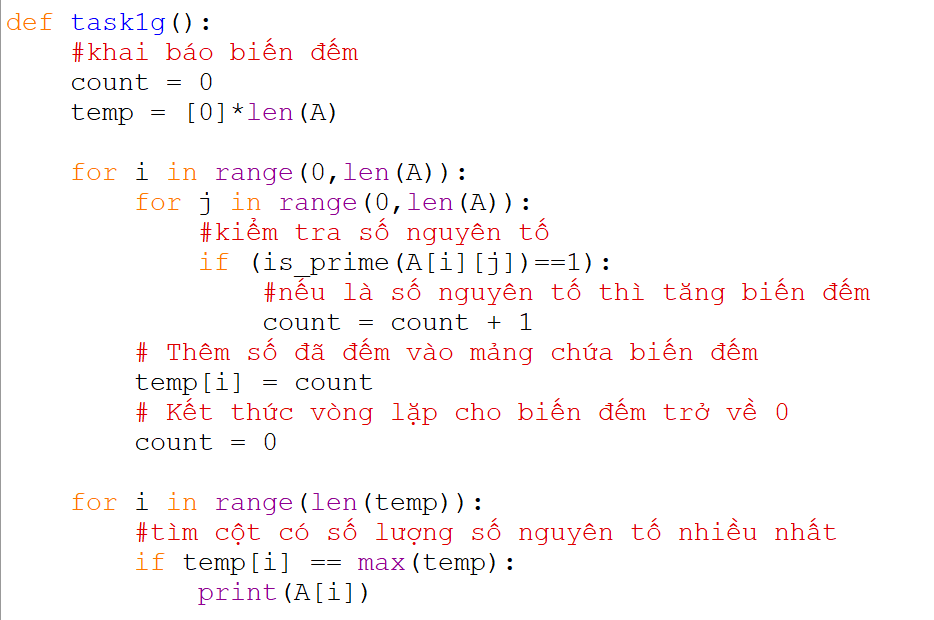 def task1g():
    #khai báo biến đếm
    count = 0
    temp = [0]*len(A)
    for i in range(0,len(A)):
        for j in range(0,len(A)):
            #kiểm tra số nguyên tố
            if (is_prime(A[i][j])==1):
                #nếu là số nguyên tố thì tăng biến đếm
                count = count + 1
        # Thêm số đã đếm vào mảng chứa biến đếm
        temp[i] = count
        # Kết thúc vòng lặp cho biến đếm trở về 0
        count = 0
    for i in range(len(temp)):
        #tìm cột có số lượng số nguyên tố nhiều nhất
        if temp[i] == max(temp):
            print(A[i])